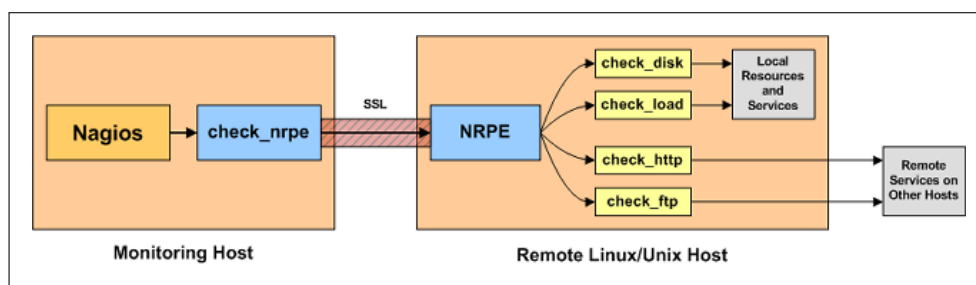 Nagios
check_nrpe
SSL
NRPE
check_disk
check_load
check_http
check_ftp
Local
Resources
and
Services
Remote
Services on
Other Hosts
Monitoring Host
Remote Linux/Unix Host